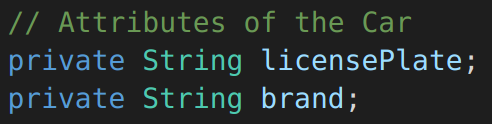 // Attributes of the Car
private String licensePlate;
private String brand;